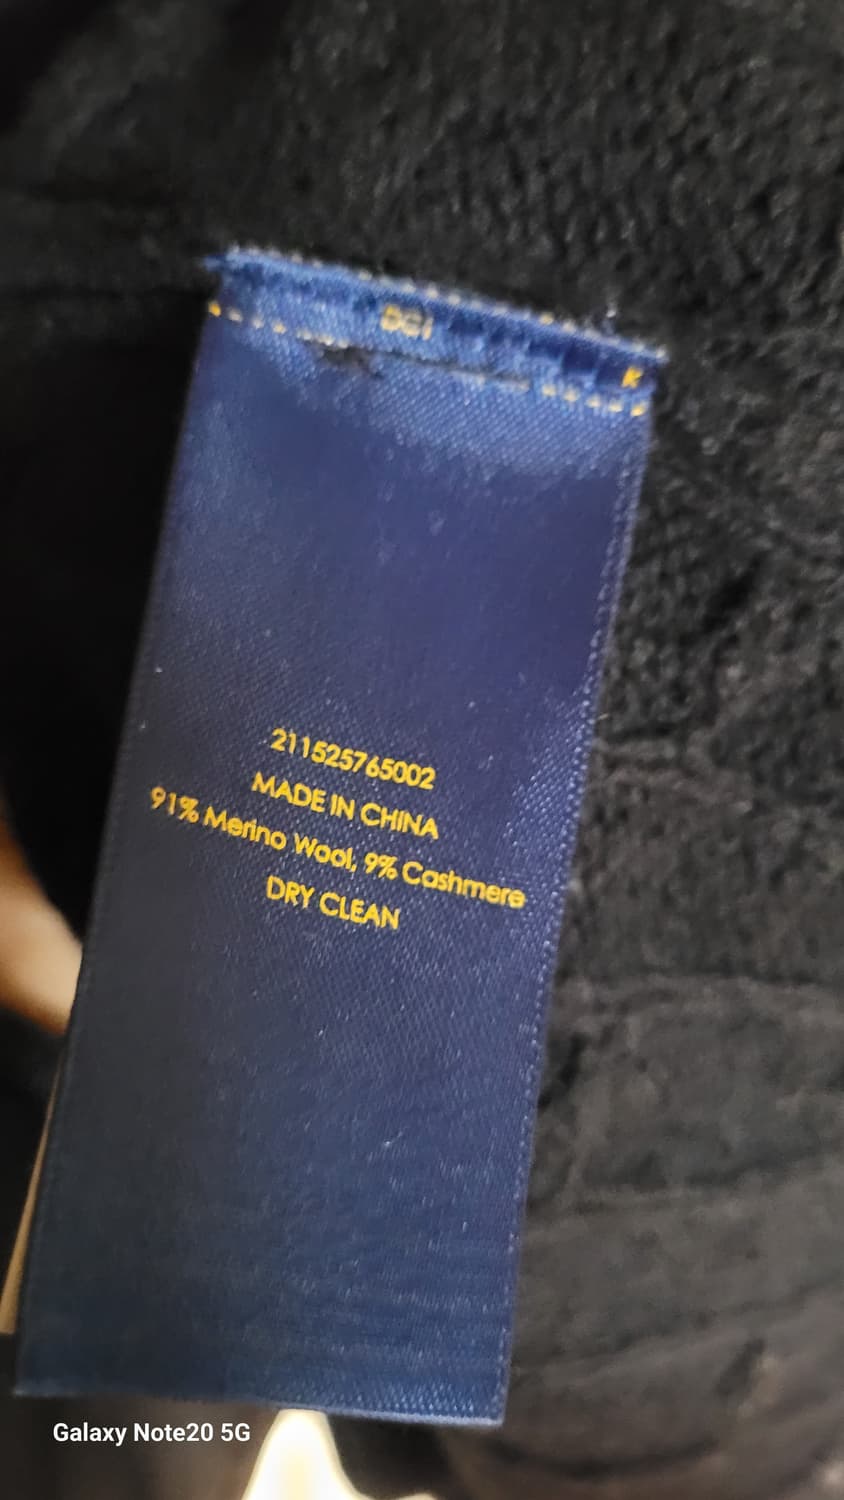 211525765002
MADE IN CHINA
91% Merino Wool, 9% Cashmere
DRY CLEAN
Galaxy Note20 5G